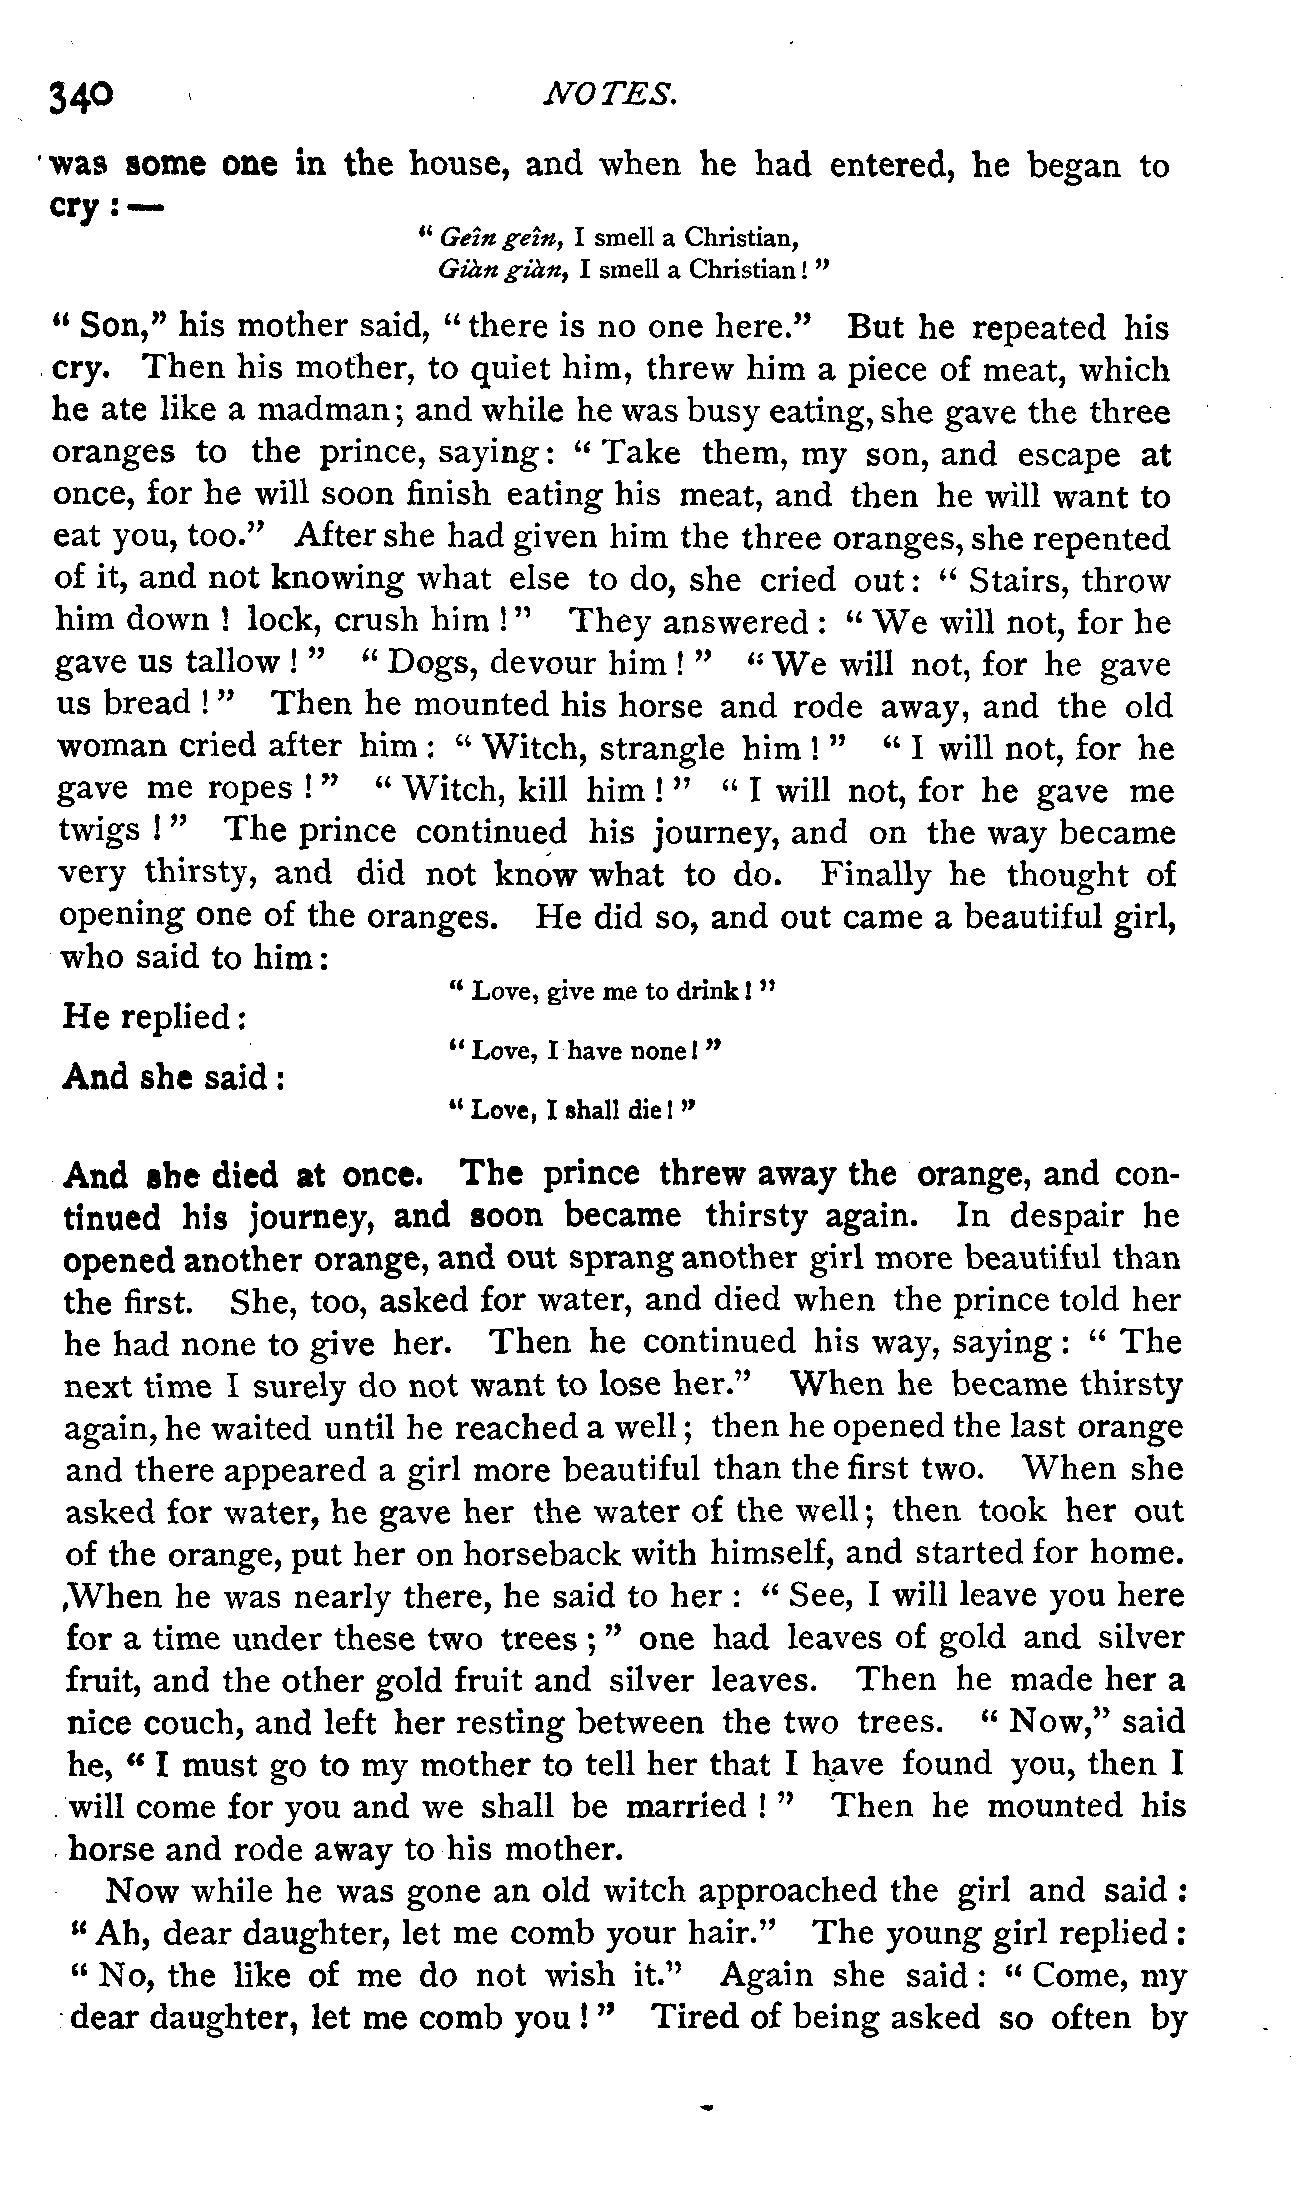 340 NOTES.
was some one in the house, and when he had entered, he began to
cry :—
" Geîn geîn, I smell a Christian,
Giàn giàn, I smell a Christian! "
" Son," his mother said, " there is no one here." But he repeated his
cry. Then his mother, to quiet him, threw him a piece of meat, which
he ate like a madman; and while he was busy eating, she gave the three
oranges to the prince, saying: " Take them, my son, and escape at
once, for he will soon finish eating his meat, and then he will want to
eat you, too." After she had given him the three oranges, she repented
of it, and not knowing what else to do, she cried out: " Stairs, throw
him down ! lock, crush him ! " They answered : " We will not, for he
gave us tallow ! " " Dogs, devour him ! " " We will not, for he gave
us bread ! " Then he mounted his horse and rode away, and the old
woman cried after him : " Witch, strangle him ! " " I will not, for he
gave me ropes ! " " Witch, kill him ! " " I will not, for he gave me
twigs ! " The prince continued his journey, and on the way became
very thirsty, and did not know what to do. Finally he thought of
opening one of the oranges. He did so, and out came a beautiful girl,
who said to him:
" Love, give me to drink! "
He replied:
" Love, I have none! "
And she said :
" Love, I shall die! "
And she died at once. The prince threw away the orange, and con-
tinued his journey, and soon became thirsty again. In despair he
opened another orange, and out sprang another girl more beautiful than
the first. She, too, asked for water, and died when the prince told her
he had none to give her. Then he continued his way, saying : " The
next time I surely do not want to lose her." When he became thirsty
again, he waited until he reached a well; then he opened the last orange
and there appeared a girl more beautiful than the first two. When she
asked for water, he gave her the water of the well; then took her out
of the orange, put her on horseback with himself, and started for home.
When he was nearly there, he said to her : " See, I will leave you here
for a time under these two trees ; " one had leaves of gold and silver
fruit, and the other gold fruit and silver leaves. Then he made her a
nice couch, and left her resting between the two trees. " Now," said
he, " I must go to my mother to tell her that I have found you, then I
will come for you and we shall be married ! " Then he mounted his
horse and rode away to his mother.
Now while he was gone an old witch approached the girl and said :
" Ah, dear daughter, let me comb your hair." The young girl replied :
" No, the like of me do not wish it." Again she said : " Come, my
dear daughter, let me comb you ! " Tired of being asked so often by